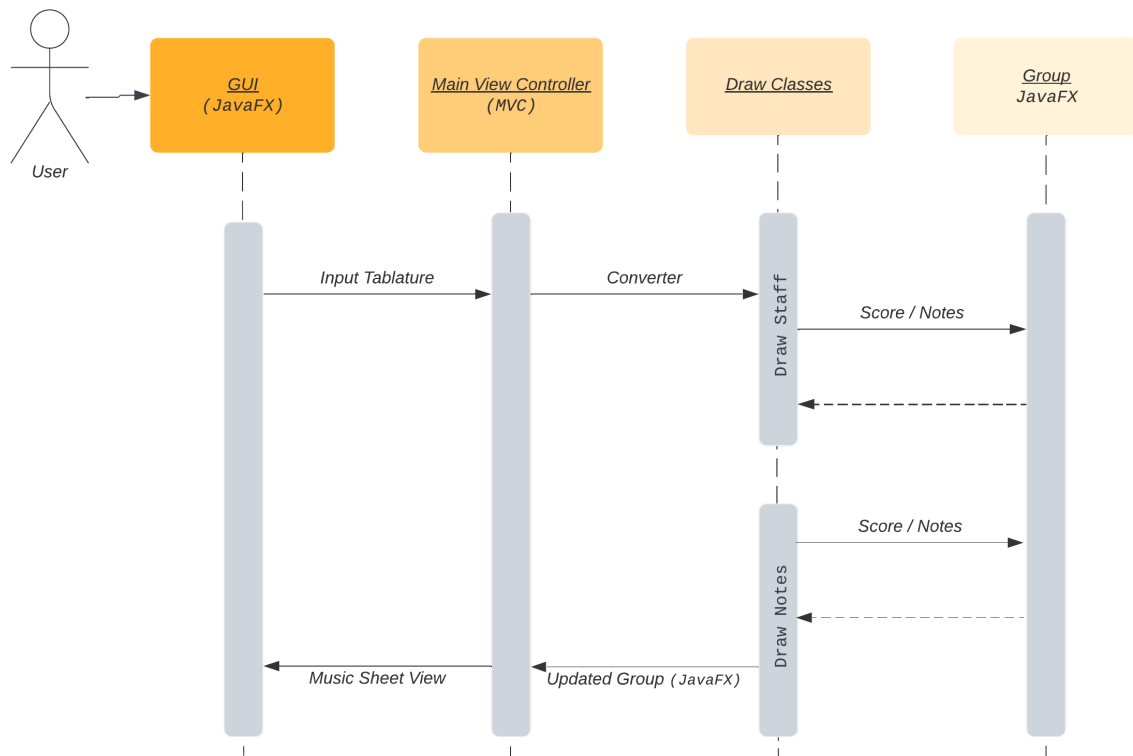 User
GUI
(JavaFX)
Main View Controller
(MVC)
Draw Classes
Group
JavaFX
Input Tablature
Converter
Draw Staff
Score / Notes
Score / Notes
Draw Notes
Music Sheet View
Updated Group (JavaFX)